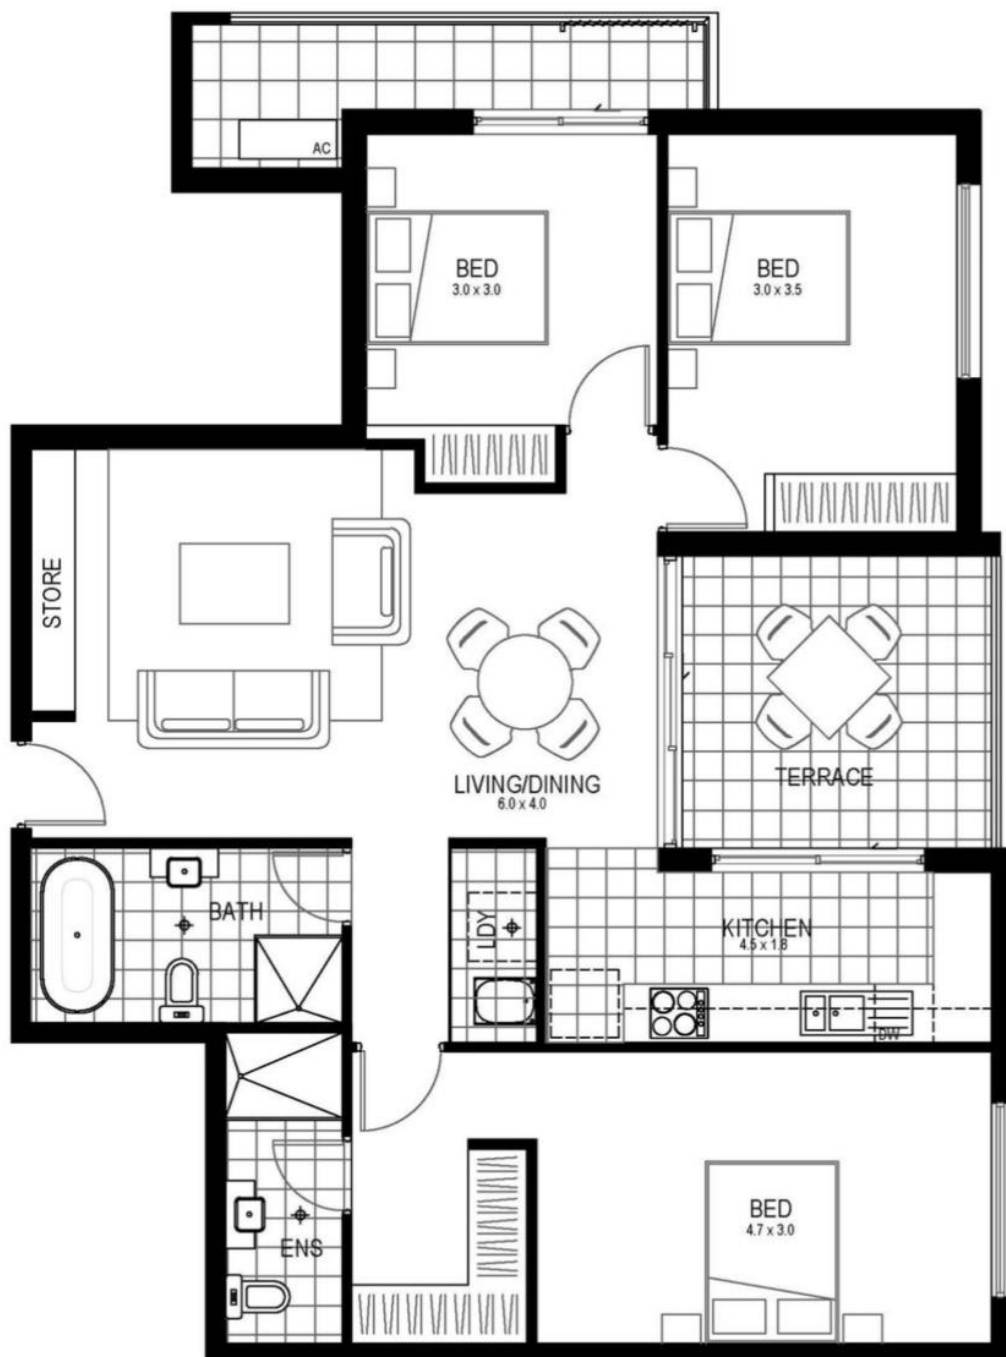 AC
BED
3.0 x 3.0
BED
3.0 x 3.5
STORE
LIVING/DINING
6.0 x 4.0
TERRACE
BATH
LDY
KITCHEN
4.5 x 1.8
DW
ENS
BED
4.7 x 3.0